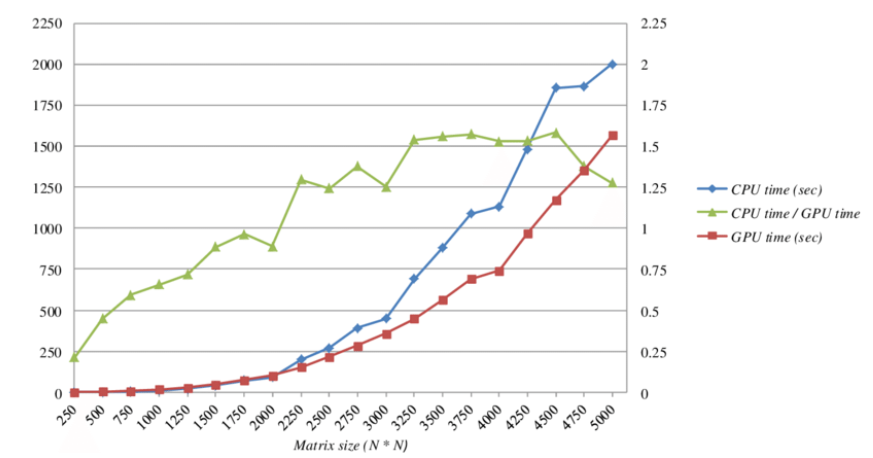 2250 2.25
2000 2
1750 1.75
1500 1.5
1250 1.25
1000 1
750 0.75
500 0.5
250 0.25
0 0
CPU time (sec)
CPU time / GPU time
GPU time (sec)
250 500 750 1000 1250 1500 1750 2000 2250 2500 2750 3000 3250 3500 3750 4000 4250 4500 4750 5000
Matrix size (N * N)